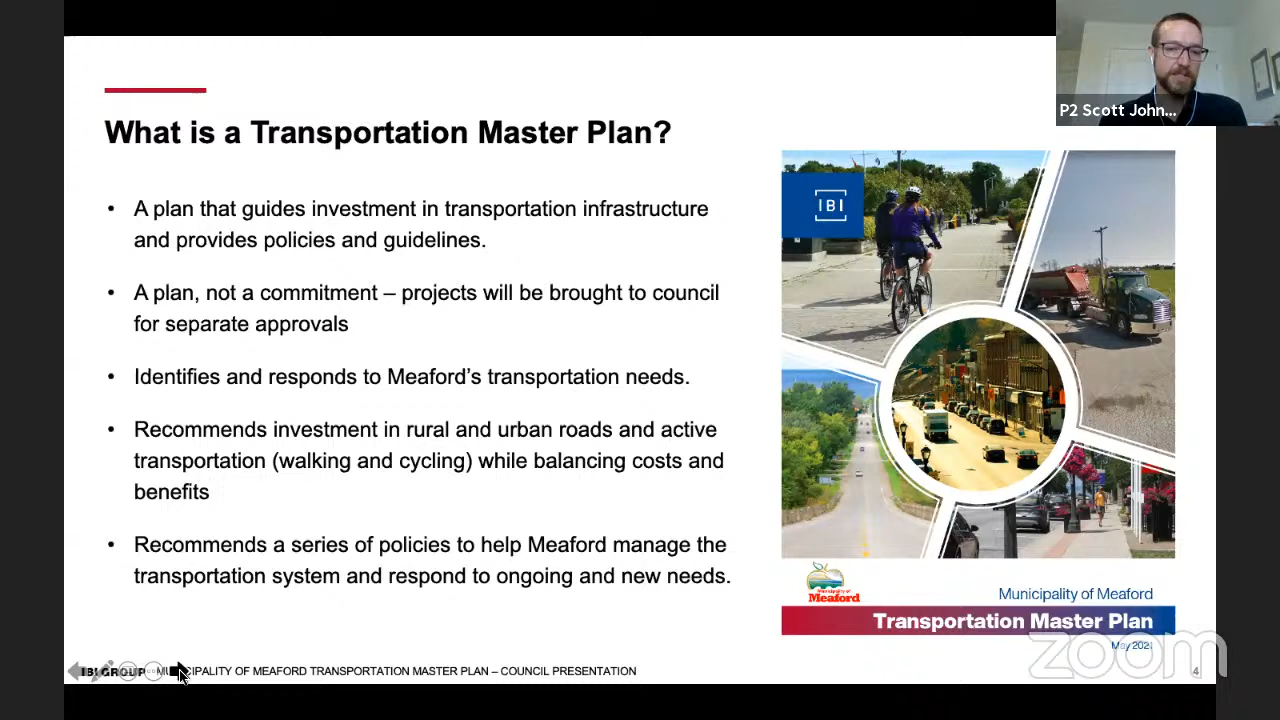 P2 Scott John...
What is a Transportation Master Plan?
• A plan that guides investment in transportation infrastructure
and provides policies and guidelines.
• A plan, not a commitment – projects will be brought to council
for separate approvals
• Identifies and responds to Meaford's transportation needs.
• Recommends investment in rural and urban roads and active
transportation (walking and cycling) while balancing costs and
benefits
• Recommends a series of policies to help Meaford manage the
transportation system and respond to ongoing and new needs.
IBI
Municipality of
Meaford
Municipality of Meaford
Transportation Master Plan
May
zoom
IBI GROUP
OF MEAFORD TRANSPORTATION MASTER PLAN – COUNCIL PRESENTATION
4